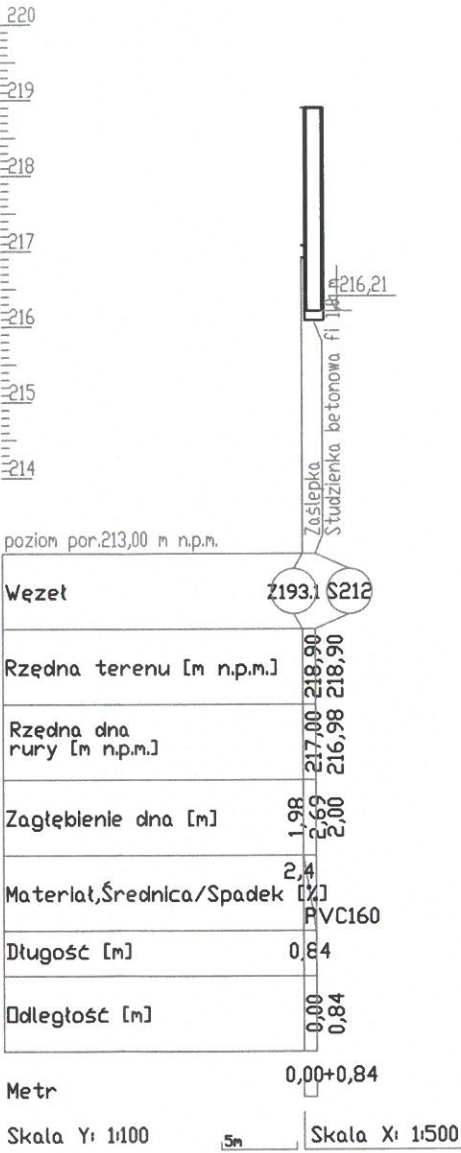 220
219
218
217
216
215
214
216,21
Zaślepka
Studzienka betonowa fi 1,0 m
poziom por.213,00 m n.p.m.
Węzeł
Z193.1 S212
Rzędna terenu [m n.p.m.]
218,90
218,90
Rzędna dna
rury [m n.p.m.]
217,00
216,98
Zagłębienie dna [m]
1,98
2,69
2,00
Materiał,Średnica/Spadek [%]
2,4
PVC160
Długość [m]
0,84
Odległość [m]
0,00
0,84
Metr
0,00+0,84
Skala Y: 1:100
5m
Skala X: 1:500